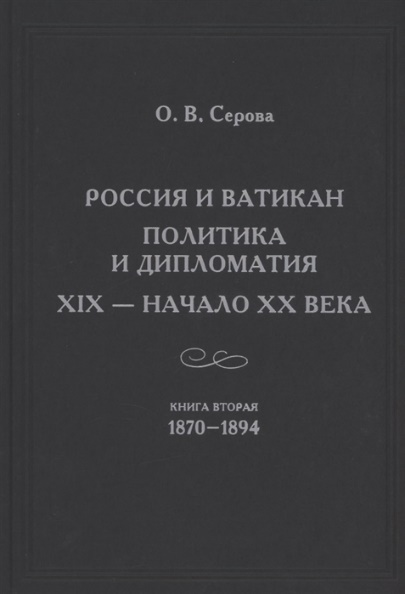 О. В. Серова
РОССИЯ И ВАТИКАН
ПОЛИТИКА
И ДИПЛОМАТИЯ
XIX — НАЧАЛО XX ВЕКА
КНИГА ВТОРАЯ
1870–1894